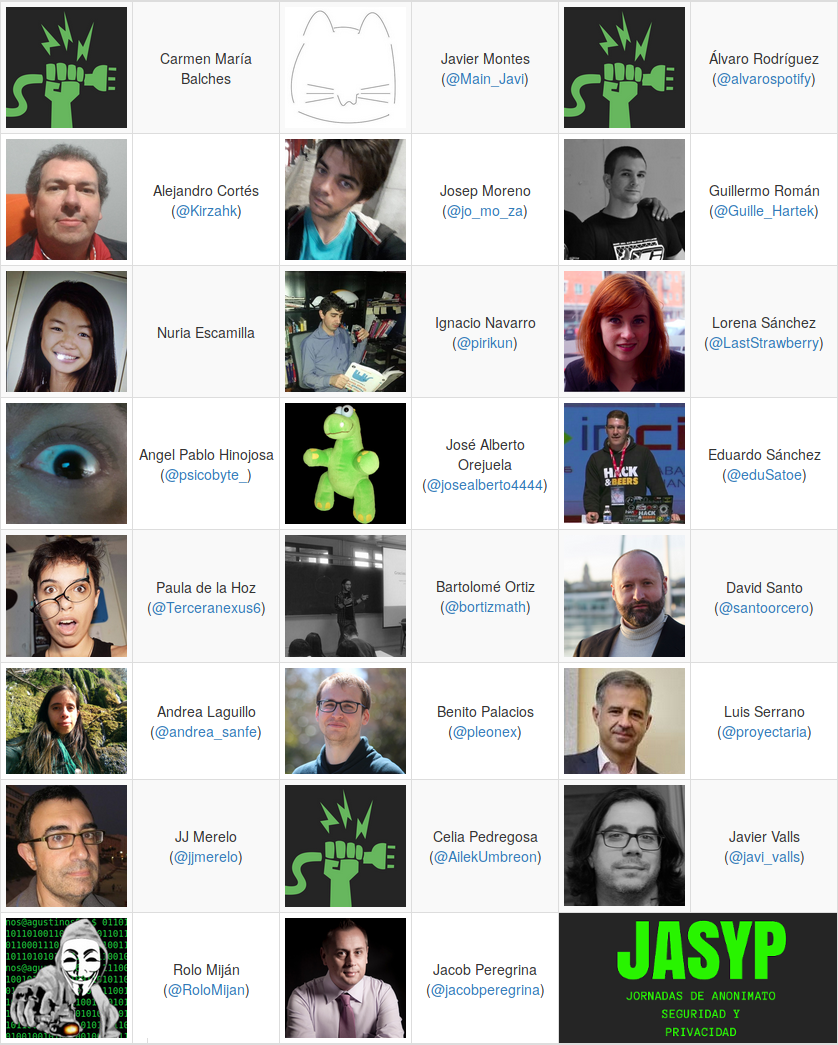 Carmen María
Balches
Javier Montes
(@Main_Javi)
Álvaro Rodríguez
(@alvarospotify)
Alejandro Cortés
(@Kirzahk)
Josep Moreno
(@jo_mo_za)
Guillermo Román
(@Guille_Hartek)
Nuria Escamilla
Ignacio Navarro
(@pirikun)
Lorena Sánchez
(@LastStrawberry)
Angel Pablo Hinojosa
(@psicobyte_)
José Alberto
Orejuela
(@josealberto4444)
HACK
&BEERS
Eduardo Sánchez
(@eduSatoe)
Paula de la Hoz
(@Terceranexus6)
Bartolomé Ortiz
(@bortizmath)
David Santo
(@santoorcero)
Andrea Laguillo
(@andrea_sanfe)
Benito Palacios
(@pleonex)
Luis Serrano
(@proyectaria)
JJ Merelo
(@jjmerelo)
Celia Pedregosa
(@AilekUmbreon)
Javier Valls
(@javi_valls)
Rolo Miján
(@RoloMijan)
Jacob Peregrina
(@jacobperegrina)
JASYP
JORNADAS DE ANONIMATO
SEGURIDAD Y
PRIVACIDAD